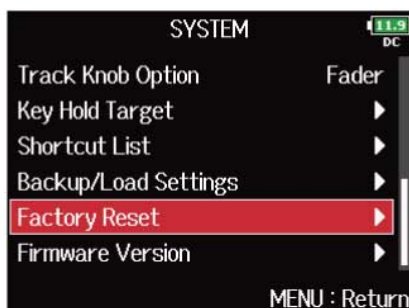 SYSTEM
11.9
DC
Track Knob Option Fader
Key Hold Target
Shortcut List
Backup/Load Settings
Factory Reset
Firmware Version
MENU : Return